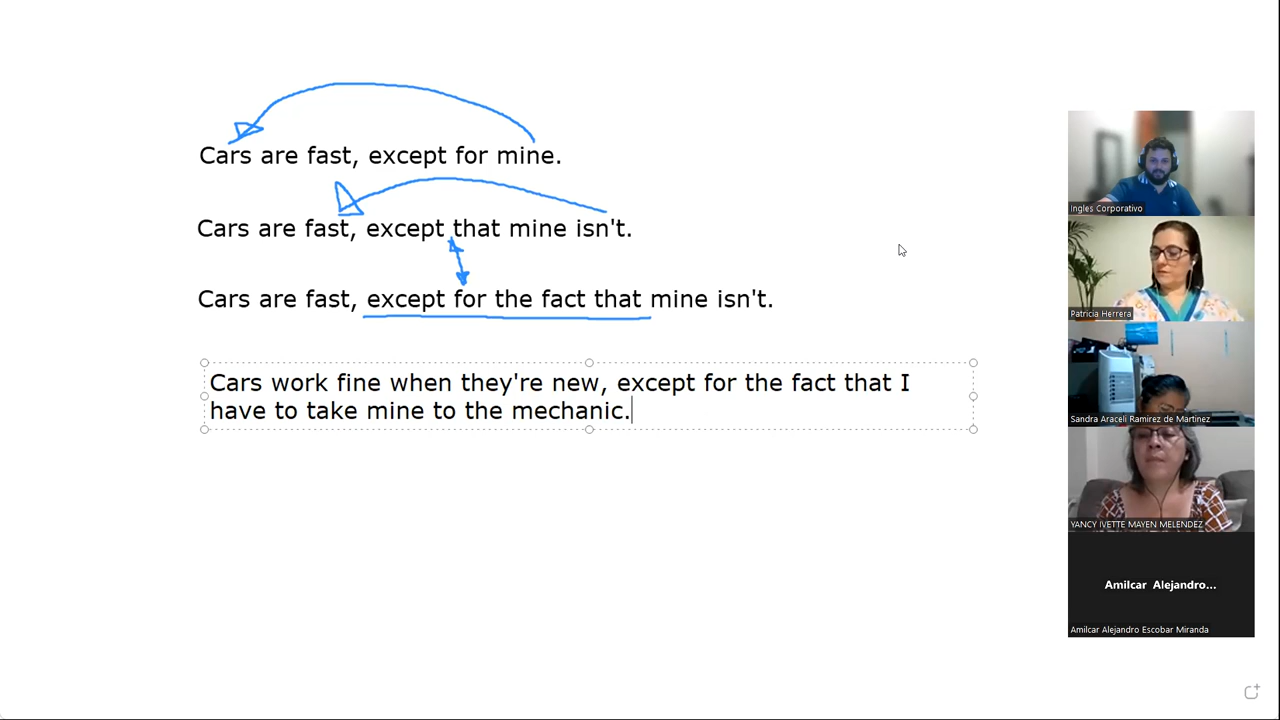 Cars are fast, except for mine.
Cars are fast, except that mine isn't.
Cars are fast, except for the fact that mine isn't.
Cars work fine when they're new, except for the fact that I
have to take mine to the mechanic.
Ingles Corporativo
Patricia Herrera
Sandra Araceli Ramirez de Martinez
YANCY IVETTE MAYEN MELENDEZ
Amilcar Alejandro...
Amilcar Alejandro Escobar Miranda